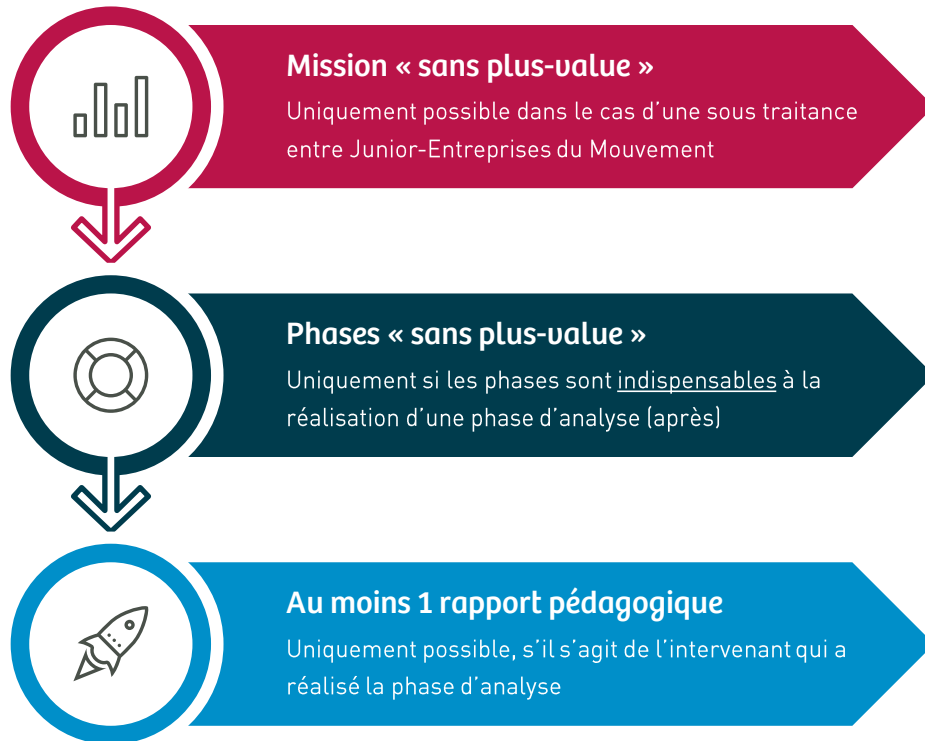 Mission « sans plus-value »
Uniquement possible dans le cas d’une sous traitance
entre Junior-Entreprises du Mouvement
Phases « sans plus-value »
Uniquement si les phases sont indispensables à la
réalisation d’une phase d’analyse (après)
Au moins 1 rapport pédagogique
Uniquement possible, s’il s’agit de l’intervenant qui a
réalisé la phase d’analyse